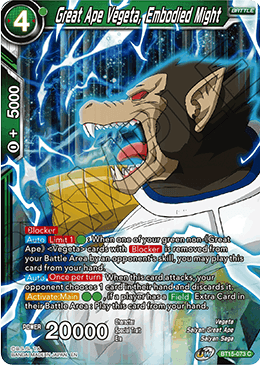 4
Great Ape Vegeta, Embodied Might
BATTLE
0 + 5000
Blocker
Auto Limit 1 : When one of your green non-《Great
Ape》 <Vegeta> cards with Blocker is removed from
your Battle Area by an opponent's skill, you may play this
card from your hand.
Auto Once per turn When this card attacks, your
opponent chooses 1 card in their hand and discards it.
Activate:Main , if a player has a Field Extra Card in
their Battle Area : Play this card from your hand.
POWER 20000
Character Vegeta
Special Trait Saiyan Great Ape
Era Saiyan Saga
BT15-073 C